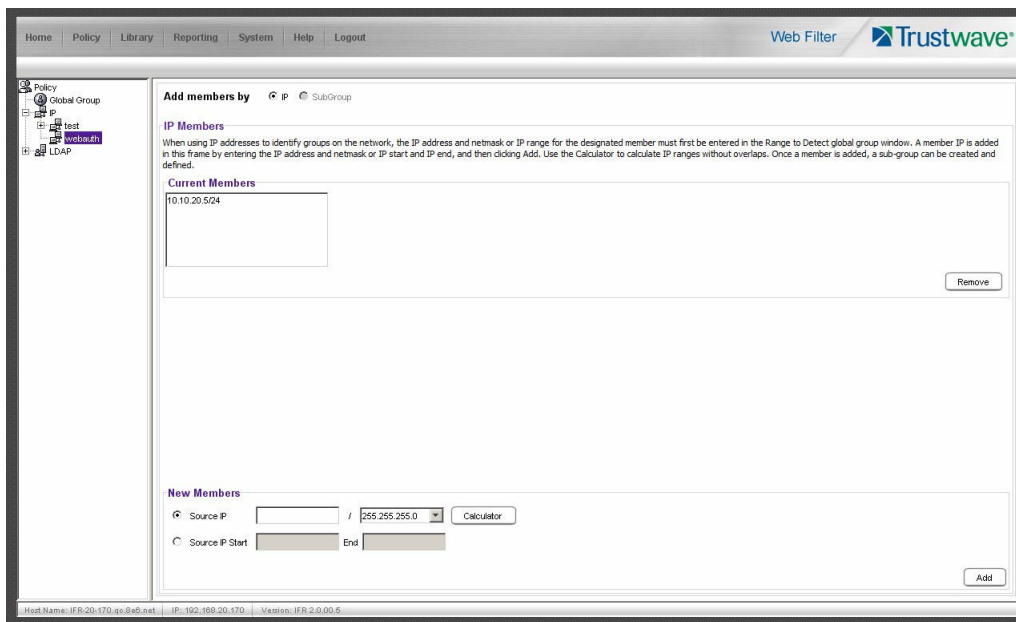 Home Policy Library Reporting System Help Logout
Web Filter Trustwave®
Policy
Global Group
IP
test
webauth
LDAP
Add members by IP SubGroup
IP Members
When using IP addresses to identify groups on the network, the IP address and netmask or IP range for the designated member must first be entered in the Range to Detect global group window. A member IP is added
in this frame by entering the IP address and netmask or IP start and IP end, and then clicking Add. Use the Calculator to calculate IP ranges without overlaps. Once a member is added, a sub-group can be created and
defined.
Current Members
10.10.20.5/24
Remove
New Members
Source IP / 255.255.255.0 Calculator
Source IP Start End
Add
Host Name: IFR-20-170.qc.8e6.net IP: 192.168.20.170 Version: IFR 2.0.00.5